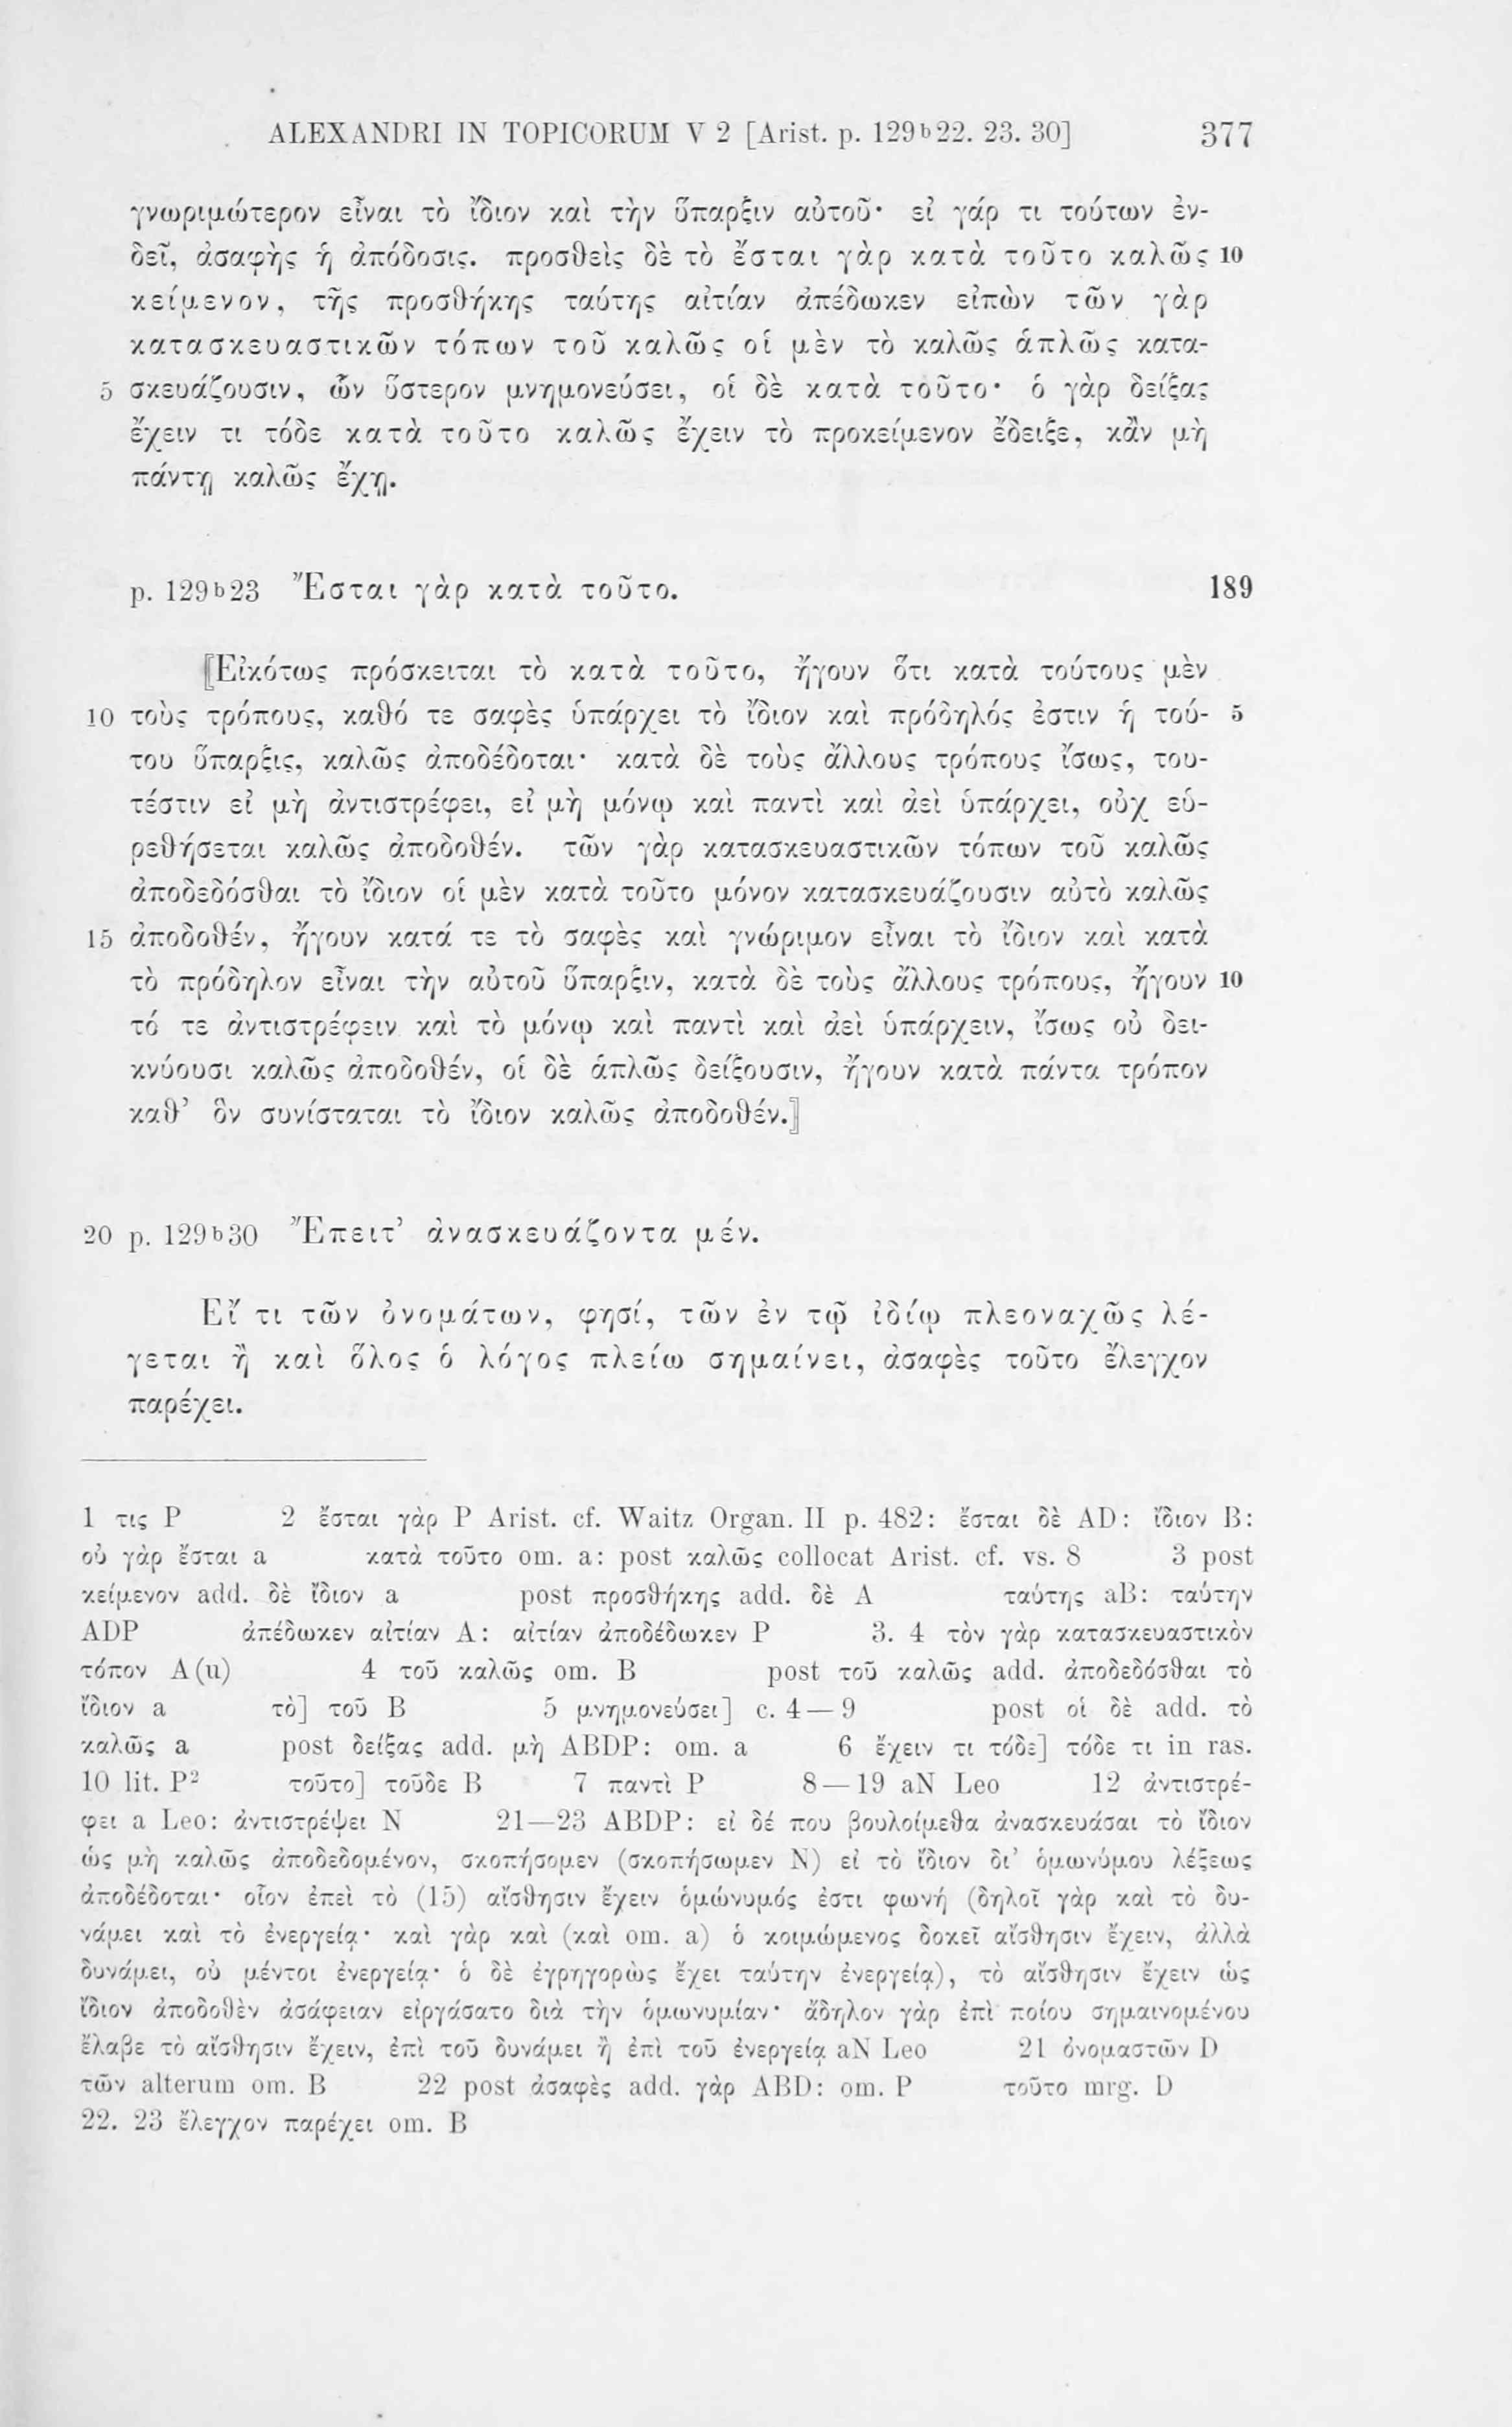 ALEXANDRI IN TOPICORUM V 2 [Arist. p. 129ᵇ22. 23. 30] 377
γνωριμώτερον εἶναι τὸ ἴδιον καὶ τὴν ὕπαρξιν αὐτοῦ· εἰ γάρ τι τούτων ἐν-
δεῖ, ἀσαφὴς ἡ ἀπόδοσις. προσθεὶς δὲ τὸ ἔσται γὰρ κατὰ τοῦτο καλῶς 10
κείμενον, τῆς προσθήκης ταύτης αἰτίαν ἀπέδωκεν εἰπὼν τῶν γὰρ
κατασκευαστικῶν τόπων τοῦ καλῶς οἱ μὲν τὸ καλῶς ἁπλῶς κατα-
5 σκευάζουσιν, ὧν ὕστερον μνημονεύσει, οἱ δὲ κατὰ τοῦτο· ὁ γὰρ δείξας
ἔχειν τι τόδε κατὰ τοῦτο καλῶς ἔχειν τὸ προκείμενον ἔδειξε, κἂν μὴ
πάντῃ καλῶς ἔχῃ.
p. 129ᵇ23 Ἔσται γὰρ κατὰ τοῦτο. 189
⟦Εἰκότως πρόσκειται τὸ κατὰ τοῦτο, ἤγουν ὅτι κατὰ τούτους μὲν
10 τοὺς τρόπους, καθό τε σαφὲς ὑπάρχει τὸ ἴδιον καὶ πρόδηλός ἐστιν ἡ τού- 5
του ὕπαρξις, καλῶς ἀποδέδοται· κατὰ δὲ τοὺς ἄλλους τρόπους ἴσως, του-
τέστιν εἰ μὴ ἀντιστρέφει, εἰ μὴ μόνῳ καὶ παντὶ καὶ ἀεὶ ὑπάρχει, οὐχ εὑ-
ρεθήσεται καλῶς ἀποδοθέν. τῶν γὰρ κατασκευαστικῶν τόπων τοῦ καλῶς
ἀποδεδόσθαι τὸ ἴδιον οἱ μὲν κατὰ τοῦτο μόνον κατασκευάζουσιν αὐτὸ καλῶς
15 ἀποδοθέν, ἤγουν κατά τε τὸ σαφὲς καὶ γνώριμον εἶναι τὸ ἴδιον καὶ κατὰ
τὸ πρόδηλον εἶναι τὴν αὐτοῦ ὕπαρξιν, κατὰ δὲ τοὺς ἄλλους τρόπους, ἤγουν 10
τό τε ἀντιστρέφειν καὶ τὸ μόνῳ καὶ παντὶ καὶ ἀεὶ ὑπάρχειν, ἴσως οὐ δει-
κνύουσι καλῶς ἀποδοθέν, οἱ δὲ ἁπλῶς δείξουσιν, ἤγουν κατὰ πάντα τρόπον
καθ’ ὃν συνίσταται τὸ ἴδιον καλῶς ἀποδοθέν.⟧
20 p. 129ᵇ30 Ἔπειτ’ ἀνασκευάζοντα μέν.
Εἴ τι τῶν ὀνομάτων, φησί, τῶν ἐν τῷ ἰδίῳ πλεοναχῶς λέ-
γεται ἢ καὶ ὅλος ὁ λόγος πλείω σημαίνει, ἀσαφὲς τοῦτο ἔλεγχον
παρέχει.
1 τις P 2 ἔσται γὰρ P Arist. cf. Waitz Organ. II p. 482: ἔσται δὲ AD: ἴδιον B:
οὐ γὰρ ἔσται a κατὰ τοῦτο om. a: post καλῶς collocat Arist. cf. vs. 8 3 post
κείμενον add. δὲ ἴδιον a post προσθήκης add. δὲ A ταύτης aB: ταύτην
ADP ἀπέδωκεν αἰτίαν A: αἰτίαν ἀποδέδωκεν P 3. 4 τὸν γὰρ κατασκευαστικὸν
τόπον A(u) 4 τοῦ καλῶς om. B post τοῦ καλῶς add. ἀποδεδόσθαι τὸ
ἴδιον a τὸ] τοῦ B 5 μνημονεύσει] c. 4—9 post οἱ δὲ add. τὸ
καλῶς a post δείξας add. μὴ ABDP: om. a 6 ἔχειν τι τόδε] τόδε τι in ras.
10 lit. P² τοῦτο] τοῦδε B 7 παντὶ P 8—19 aN Leo 12 ἀντιστρέ-
φει a Leo: ἀντιστρέψει N 21—23 ABDP: εἰ δέ που βουλοίμεθα ἀνασκευάσαι τὸ ἴδιον
ὡς μὴ καλῶς ἀποδεδομένον, σκοπήσομεν (σκοπήσωμεν N) εἰ τὸ ἴδιον δι’ ὁμωνύμου λέξεως
ἀποδέδοται· οἷον ἐπεὶ τὸ (15) αἴσθησιν ἔχειν ὁμώνυμός ἐστι φωνή (δηλοῖ γὰρ καὶ τὸ δυ-
νάμει καὶ τὸ ἐνεργείᾳ· καὶ γὰρ καὶ (καὶ om. a) ὁ κοιμώμενος δοκεῖ αἴσθησιν ἔχειν, ἀλλὰ
δυνάμει, οὐ μέντοι ἐνεργείᾳ· ὁ δὲ ἐγρηγορὼς ἔχει ταύτην ἐνεργείᾳ), τὸ αἴσθησιν ἔχειν ὡς
ἴδιον ἀποδοθὲν ἀσάφειαν εἰργάσατο διὰ τὴν ὁμωνυμίαν· ἄδηλον γὰρ ἐπὶ ποίου σημαινομένου
ἔλαβε τὸ αἴσθησιν ἔχειν, ἐπὶ τοῦ δυνάμει ἢ ἐπὶ τοῦ ἐνεργείᾳ aN Leo 21 ὀνομαστῶν D
τῶν alterum om. B 22 post ἀσαφὲς add. γὰρ ABD: om. P τοῦτο mrg. D
22. 23 ἔλεγχον παρέχει om. B